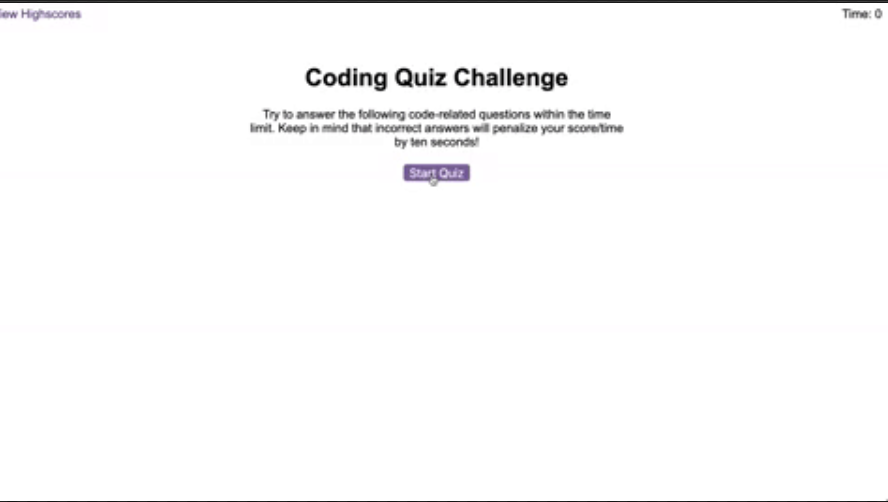 iew Highscores
Time: 0
Coding Quiz Challenge
Try to answer the following code-related questions within the time
limit. Keep in mind that incorrect answers will penalize your score/time
by ten seconds!
Start Quiz